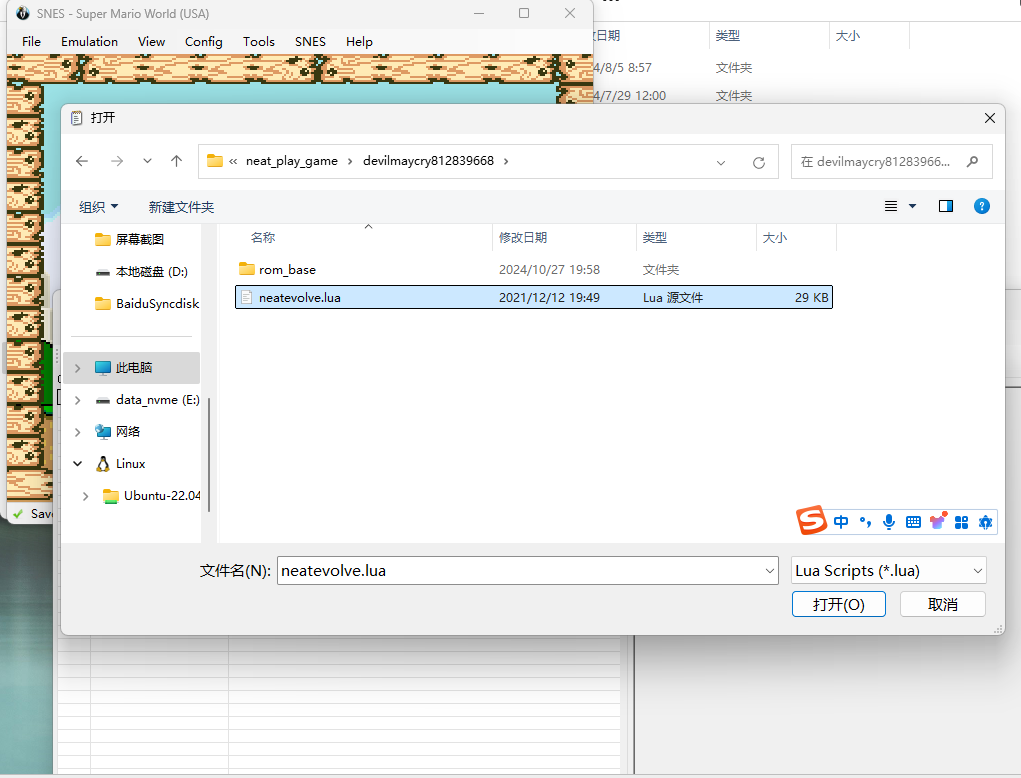 SNES - Super Mario World (USA)
File Emulation View Config Tools SNES Help
日期 类型 大小
4/8/5 8:57 文件夹
4/7/29 12:00 文件夹
打开
« neat_play_game › devilmaycry812839668 ›
在 devilmaycry81283966...
组织 新建文件夹
名称 修改日期 类型 大小
屏幕截图
本地磁盘 (D:)
BaiduSyncdisk
此电脑
data_nvme (E:)
网络
Linux
Ubuntu-22.04
rom_base 2024/10/27 19:58 文件夹
neatevolve.lua 2021/12/12 19:49 Lua 源文件 29 KB
S 中
Save
文件名(N): neatevolve.lua Lua Scripts (*.lua)
打开(O) 取消